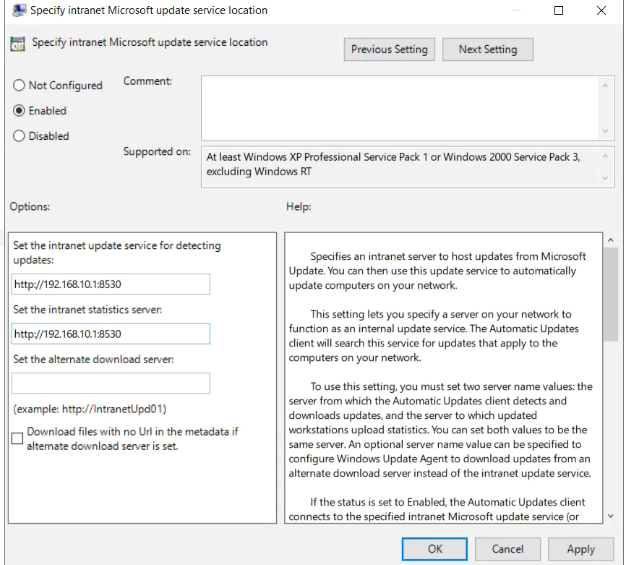 Specify intranet Microsoft update service location
Specify intranet Microsoft update service location
Previous Setting
Next Setting
Not Configured
Enabled
Disabled
Comment:
Supported on:
At least Windows XP Professional Service Pack 1 or Windows 2000 Service Pack 3,
excluding Windows RT
Options:
Help:
Set the intranet update service for detecting
updates:
http://192.168.10.1:8530
Set the intranet statistics server:
http://192.168.10.1:8530
Set the alternate download server:
(example: http://IntranetUpd01)
Download files with no Url in the metadata if
alternate download server is set.
Specifies an intranet server to host updates from Microsoft
Update. You can then use this update service to automatically
update computers on your network.
This setting lets you specify a server on your network to
function as an internal update service. The Automatic Updates
client will search this service for updates that apply to the
computers on your network.
To use this setting, you must set two server name values: the
server from which the Automatic Updates client detects and
downloads updates, and the server to which updated
workstations upload statistics. You can set both values to be the
same server. An optional server name value can be specified to
configure Windows Update Agent to download updates from an
alternate download server instead of the intranet update service.
If the status is set to Enabled, the Automatic Updates client
connects to the specified intranet Microsoft update service (or
OK
Cancel
Apply